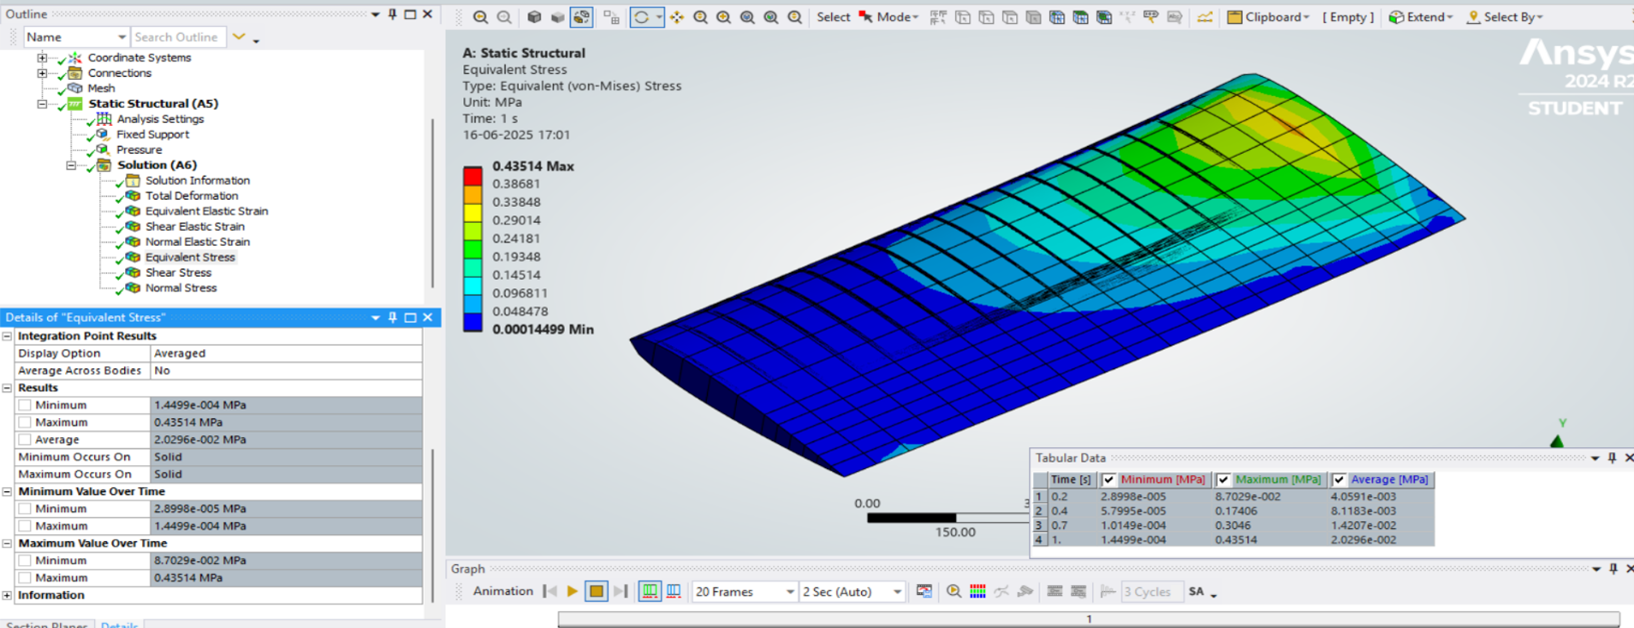 Outline
Name
Search Outline
Coordinate Systems
Connections
Mesh
Static Structural (A5)
Analysis Settings
Fixed Support
Pressure
Solution (A6)
Solution Information
Total Deformation
Equivalent Elastic Strain
Shear Elastic Strain
Normal Elastic Strain
Equivalent Stress
Shear Stress
Normal Stress
Details of "Equivalent Stress"
Integration Point Results
Display Option Averaged
Average Across Bodies No
Results
Minimum 1.4499e-004 MPa
Maximum 0.43514 MPa
Average 2.0296e-002 MPa
Minimum Occurs On Solid
Maximum Occurs On Solid
Minimum Value Over Time
Minimum 2.8998e-005 MPa
Maximum 1.4499e-004 MPa
Maximum Value Over Time
Minimum 8.7029e-002 MPa
Maximum 0.43514 MPa
Information
Section Planes Details
Select Mode Clipboard [ Empty ] Extend Select By
A: Static Structural
Equivalent Stress
Type: Equivalent (von-Mises) Stress
Unit: MPa
Time: 1 s
16-06-2025 17:01
0.43514 Max
0.38681
0.33848
0.29014
0.24181
0.19348
0.14514
0.096811
0.048478
0.00014499 Min
Ansys
2024 R2
STUDENT
Y
0.00 3
150.00
Tabular Data
Time [s] Minimum [MPa] Maximum [MPa] Average [MPa]
1 0.2 2.8998e-005 8.7029e-002 4.0591e-003
2 0.4 5.7995e-005 0.17406 8.1183e-003
3 0.7 1.0149e-004 0.3046 1.4207e-002
4 1. 1.4499e-004 0.43514 2.0296e-002
Graph
Animation 20 Frames 2 Sec (Auto) 3 Cycles SA
1